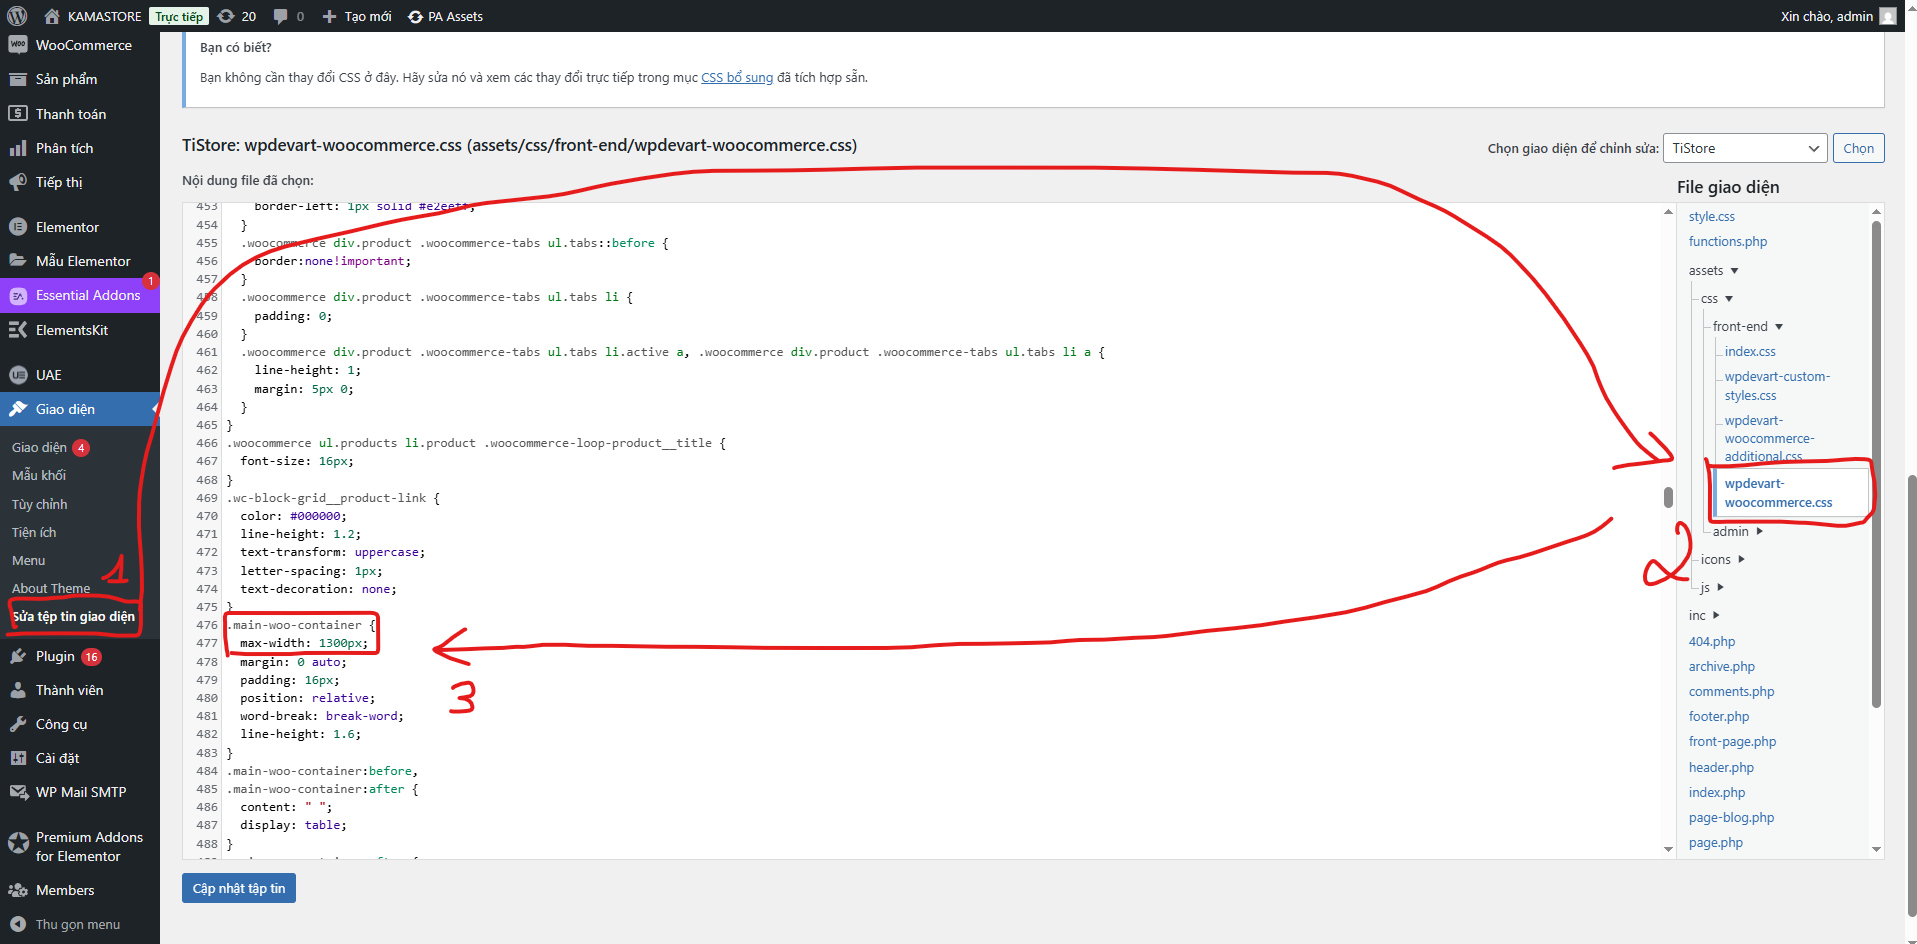 KAMASTORE
Trực tiếp
20
0
Tạo mới
PA Assets
Xin chào, admin
WooCommerce
Sản phẩm
Thanh toán
Phân tích
Tiếp thị
Elementor
Mẫu Elementor
Essential Addons
1
ElementsKit
UAE
Giao diện
Giao diện 4
Mẫu khối
Tùy chỉnh
Tiện ích
Menu
About Theme
1
Sửa tệp tin giao diện
Plugin 16
Thành viên
Công cụ
Cài đặt
WP Mail SMTP
Premium Addons
for Elementor
Members
Thu gọn menu
Bạn có biết?
Bạn không cần thay đổi CSS ở đây. Hãy sửa nó và xem các thay đổi trực tiếp trong mục CSS bổ sung đã tích hợp sẵn.
TiStore: wpdevart-woocommerce.css (assets/css/front-end/wpdevart-woocommerce.css)
Chọn giao diện để chỉnh sửa: TiStore Chọn
Nội dung file đã chọn:
453 border-left: 1px solid
454 }
455 .woocommerce div.product .woocommerce-tabs ul.tabs::before {
456 border:none!important;
457 }
458 .woocommerce div.product .woocommerce-tabs ul.tabs li {
459 padding: 0;
460 }
461 .woocommerce div.product .woocommerce-tabs ul.tabs li.active a, .woocommerce div.product .woocommerce-tabs ul.tabs li a {
462 line-height: 1;
463 margin: 5px 0;
464 }
465 }
466 .woocommerce ul.products li.product .woocommerce-loop-product__title {
467 font-size: 16px;
468 }
469 .wc-block-grid__product-link {
470 color: #000000;
471 line-height: 1.2;
472 text-transform: uppercase;
473 letter-spacing: 1px;
474 text-decoration: none;
475 }
476 .main-woo-container {
477 max-width: 1300px;
478 margin: 0 auto;
479 padding: 16px;
480 position: relative;
481 word-break: break-word;
482 line-height: 1.6;
483 }
484 .main-woo-container:before,
485 .main-woo-container:after {
486 content: " ";
487 display: table;
488 }
3
Cập nhật tập tin
File giao diện
style.css
functions.php
assets
css
front-end
index.css
wpdevart-custom-
styles.css
wpdevart-
woocommerce-
additional.css
wpdevart-
woocommerce.css
2
admin
icons
js
inc
404.php
archive.php
comments.php
footer.php
front-page.php
header.php
index.php
page-blog.php
page.php